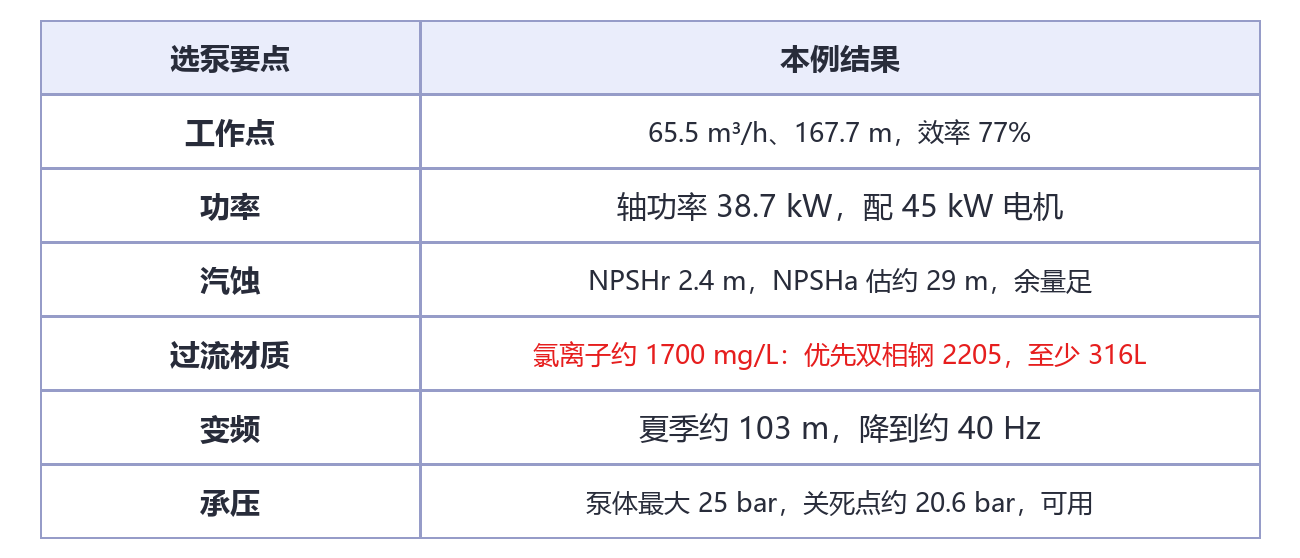 选泵要点 本例结果
工作点 65.5 m³/h、167.7 m，效率 77%
功率 轴功率 38.7 kW，配 45 kW 电机
汽蚀 NPSHr 2.4 m，NPSHa 估约 29 m，余量足
过流材质 氯离子约 1700 mg/L：优先双相钢 2205，至少 316L
变频 夏季约 103 m，降到约 40 Hz
承压 泵体最大 25 bar，关死点约 20.6 bar，可用